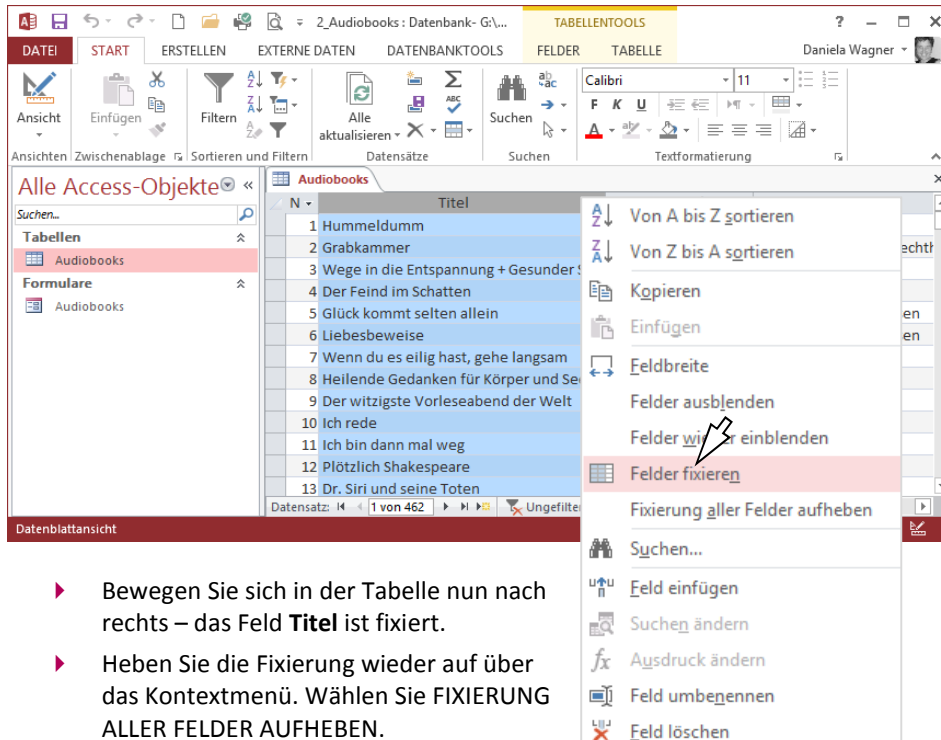 2_Audiobooks : Datenbank- G:\... TABELLENTOOLS ?
DATEI START ERSTELLEN EXTERNE DATEN DATENBANKTOOLS FELDER TABELLE Daniela Wagner
Ansicht Einfügen Filtern Alle aktualisieren Suchen Calibri 11
F K U
Ansichten Zwischenablage Sortieren und Filtern Datensätze Suchen Textformatierung
Alle Access-Objekte «
Suchen...
Tabellen
Audiobooks
Formulare
Audiobooks
Audiobooks
N Titel
1 Hummeldumm
2 Grabkammer
3 Wege in die Entspannung + Gesunder
4 Der Feind im Schatten
5 Glück kommt selten allein en
6 Liebesbeweise en
7 Wenn du es eilig hast, gehe langsam
8 Heilende Gedanken für Körper und See
9 Der witzigste Vorleseabend der Welt
10 Ich rede
11 Ich bin dann mal weg
12 Plötzlich Shakespeare
13 Dr. Siri und seine Toten
Datensatz: 1 von 462 Ungefilte
Datenblattansicht
Von A bis Z sortieren
Von Z bis A sortieren
Kopieren
Einfügen
Feldbreite
Felder ausblenden
Felder wieder einblenden
Felder fixieren
Fixierung aller Felder aufheben
Suchen...
Feld einfügen
Suchen ändern
Ausdruck ändern
Feld umbenennen
Feld löschen
Bewegen Sie sich in der Tabelle nun nach
rechts – das Feld Titel ist fixiert.
Heben Sie die Fixierung wieder auf über
das Kontextmenü. Wählen Sie FIXIERUNG
ALLER FELDER AUFHEBEN.